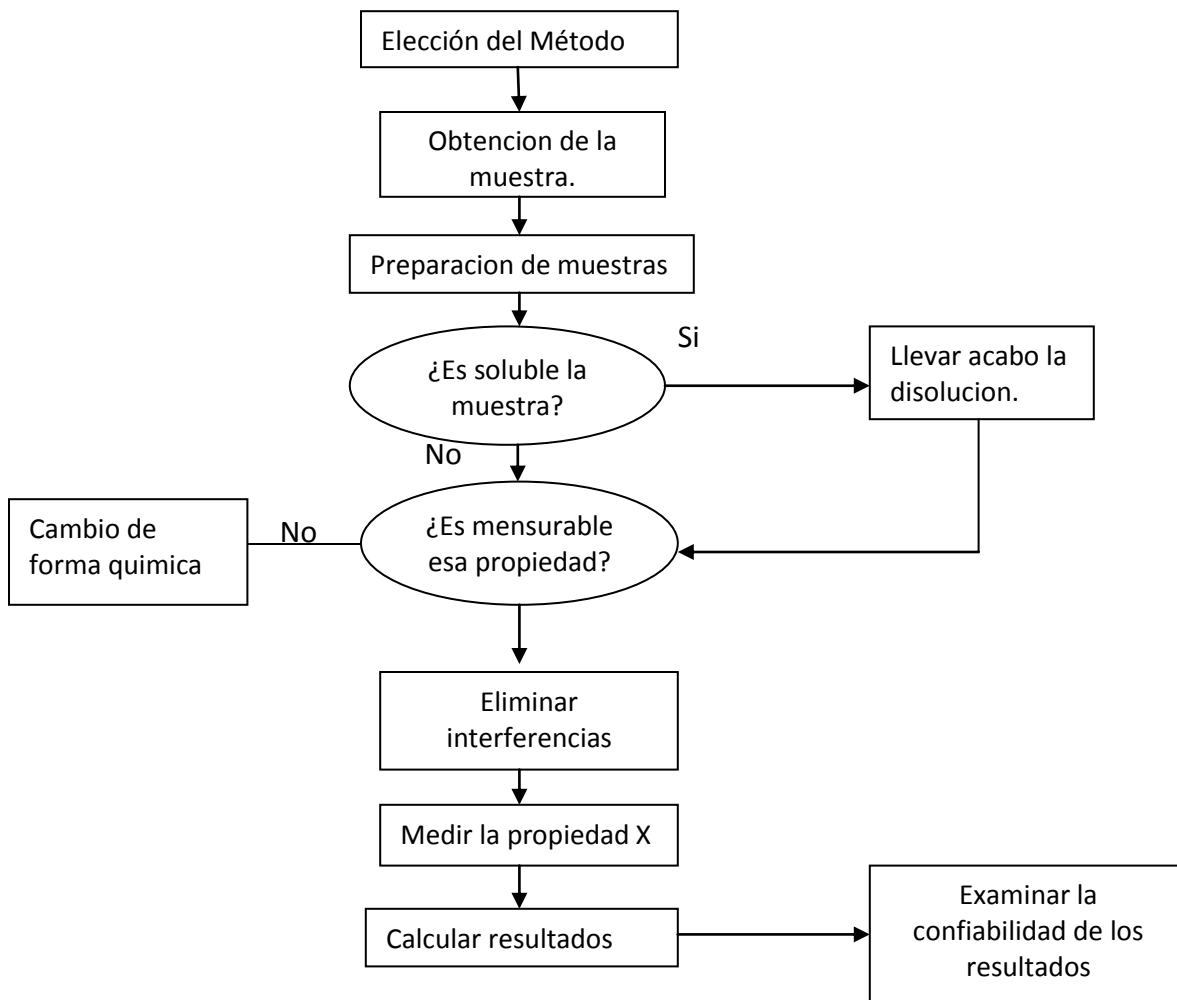 Elección del Método
Obtencion de la
muestra.
Preparacion de muestras
¿Es soluble la
muestra?
Si
Llevar acabo la
disolucion.
No
¿Es mensurable
esa propiedad?
No
Cambio de
forma quimica
Eliminar
interferencias
Medir la propiedad X
Calcular resultados
Examinar la
confiabilidad de los
resultados